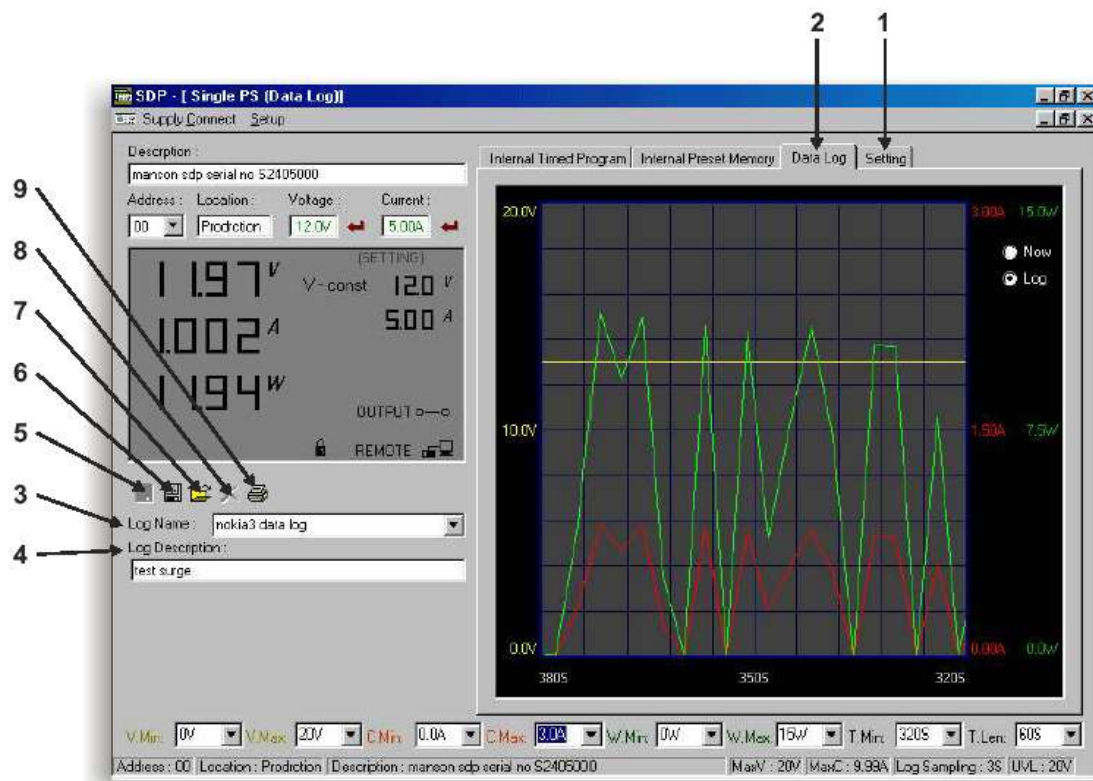 2 1
SDP - [ Single PS (Data Log)]
Supply Connect Setup
Descrption :
manson sdp serial no S2405000
Address : Location : Voltage : Current :
00 Prodiction 12.0V 5.00A
(SETTING)
11.97 V V-const 12.0 V
1.002 A 5.00 A
11.94 W
OUTPUT
REMOTE
9
8
7
6
5
3
4
Log Name : nokia3 data log
Log Description :
test surge
Internal Timed Program Internal Preset Memory Data Log Setting
20.0V 3.00A 15.0W
Now
Log
10.0V 1.50A 7.5W
0.0V 0.00A 0.0W
380S 350S 320S
V.Min: 0V V.Max: 20V C.Min: 0.0A C.Max: 3.0A W.Min: 0W W.Max: 15W T.Min: 320S T.Len: 60S
Address : 00 Location : Prodiction Description : manson sdp serial no S2405000 MaxV : 20V MaxC : 9.99A Log Sampling : 3S UVL : 20V